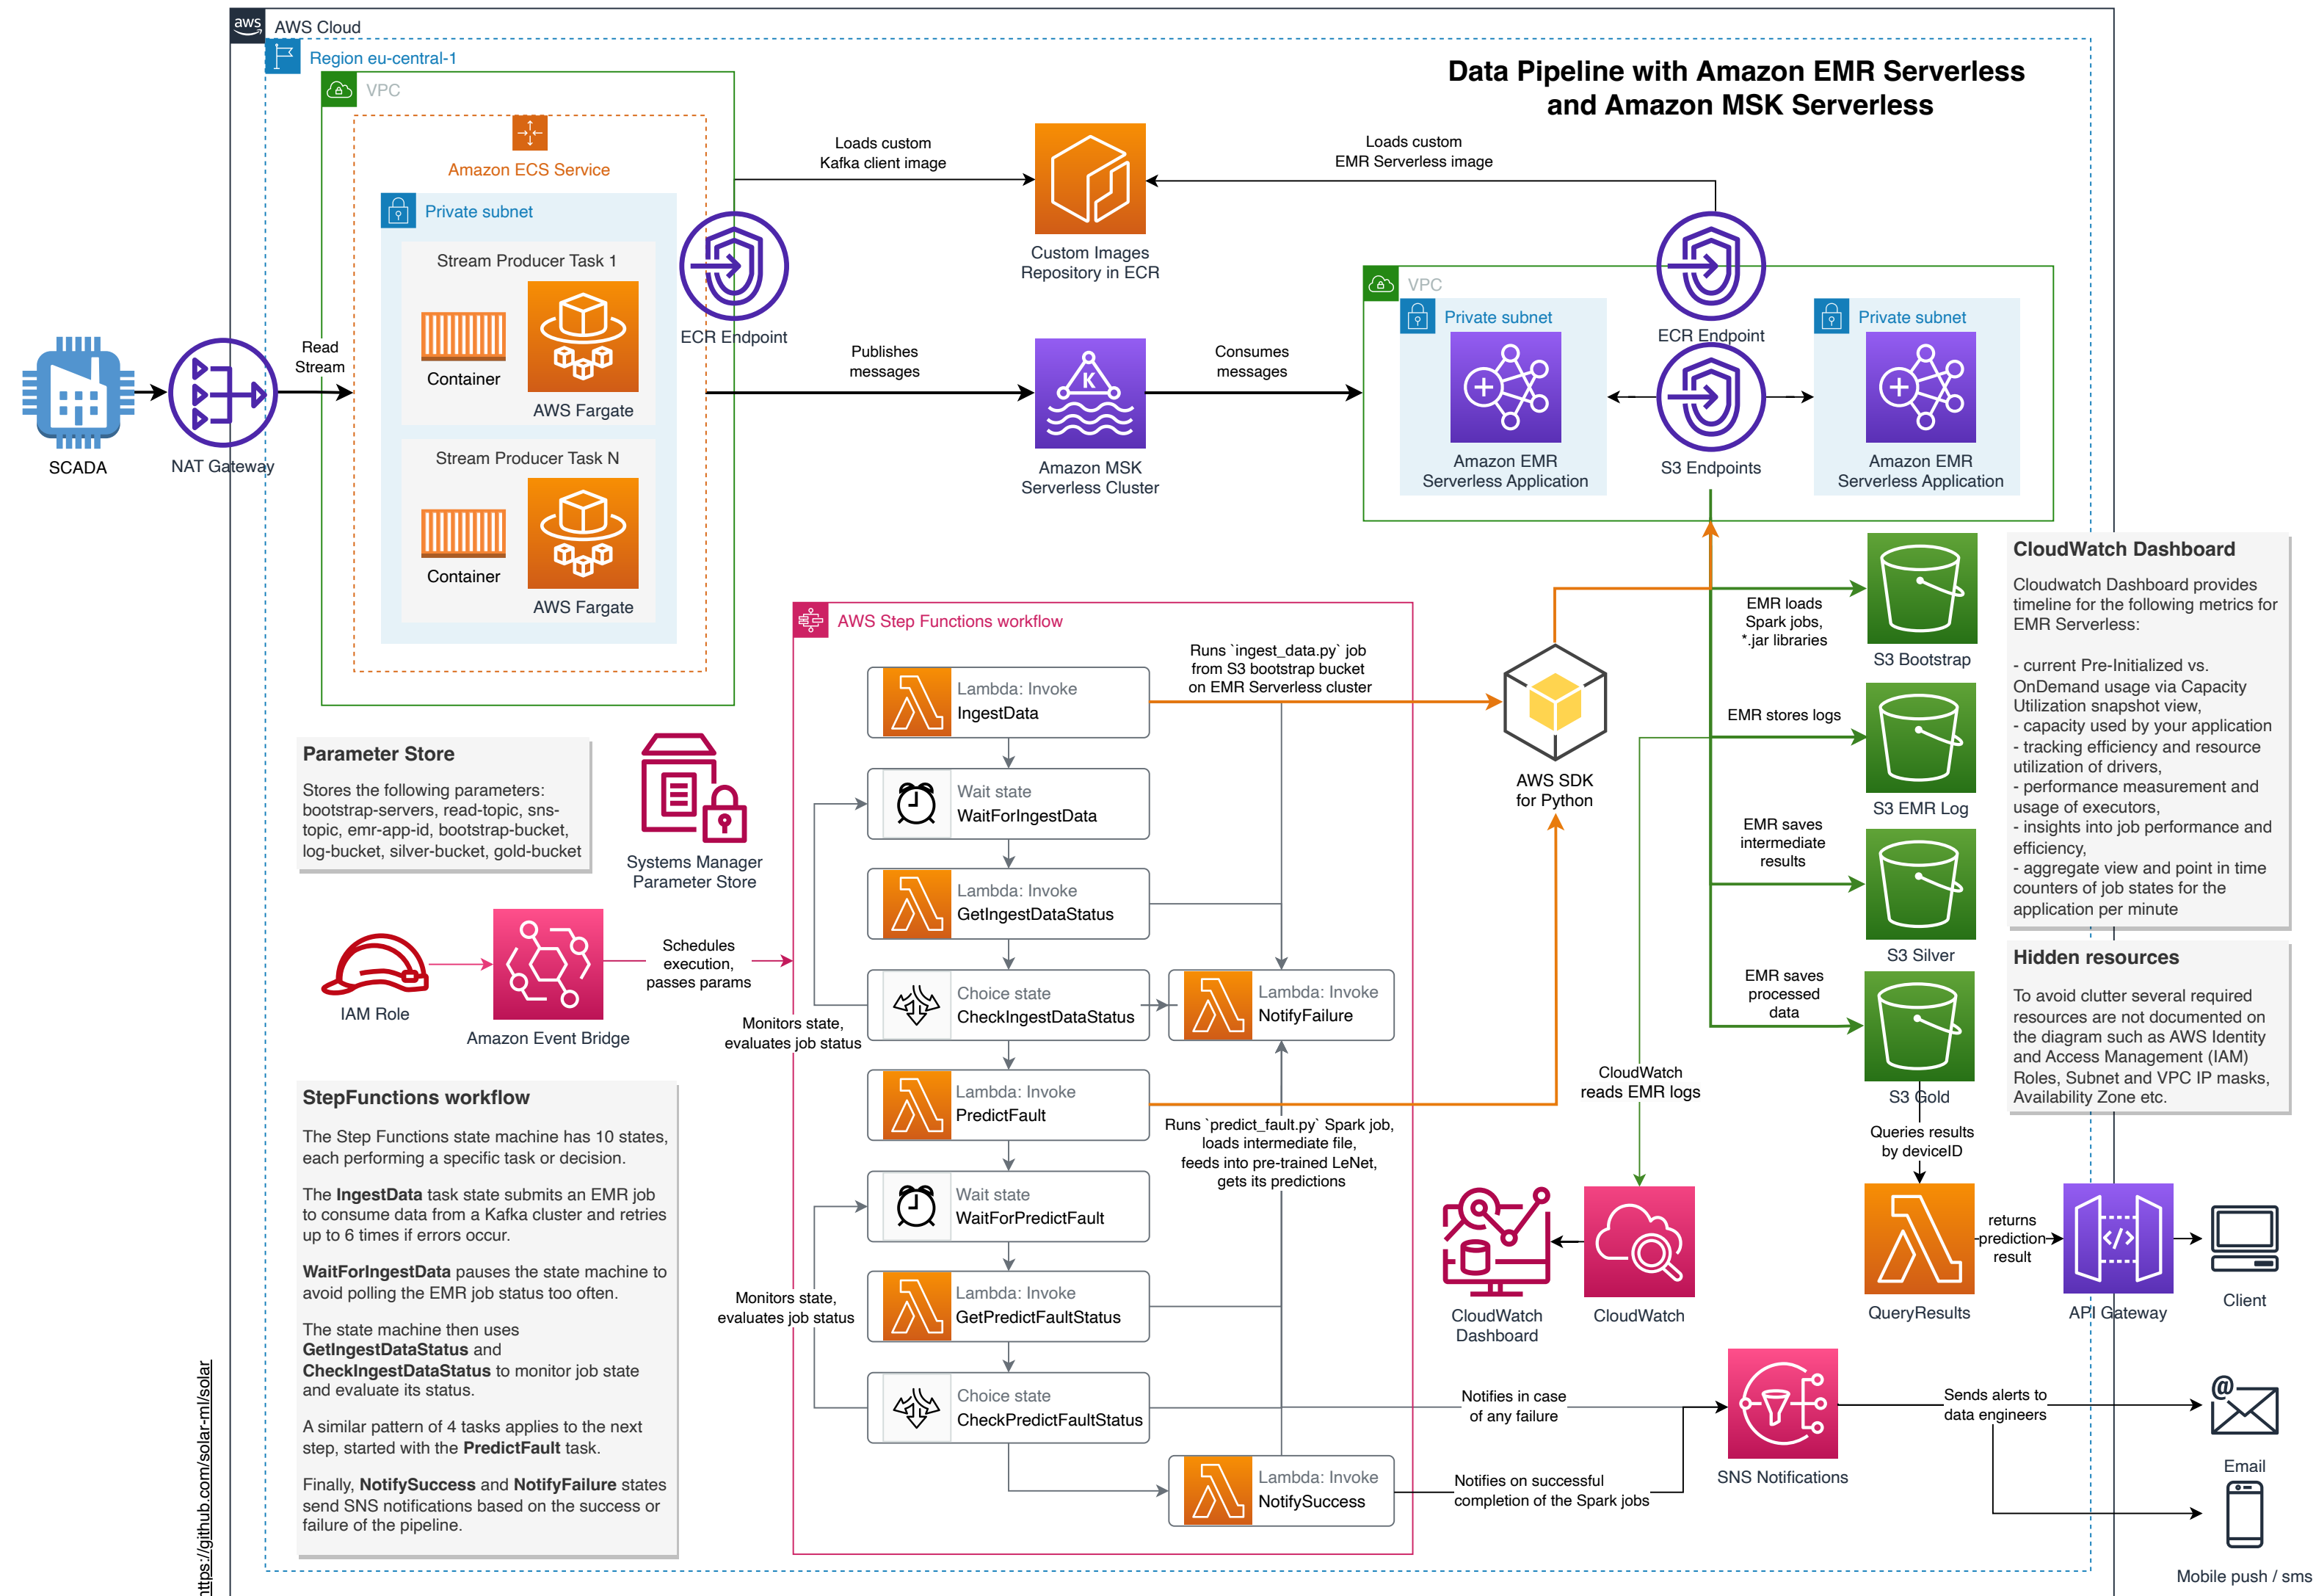 aws
AWS Cloud
Region eu-central-1
VPC
Data Pipeline with Amazon EMR Serverless
and Amazon MSK Serverless
Amazon ECS Service
Private subnet
Stream Producer Task 1
Container
AWS Fargate
Stream Producer Task N
Container
AWS Fargate
ECR Endpoint
Loads custom
Kafka client image
Custom Images
Repository in ECR
Loads custom
EMR Serverless image
SCADA
NAT Gateway
Read
Stream
Publishes
messages
K
Amazon MSK
Serverless Cluster
Consumes
messages
VPC
Private subnet
Amazon EMR
Serverless Application
ECR Endpoint
S3 Endpoints
Private subnet
Amazon EMR
Serverless Application
Parameter Store
Stores the following parameters:
bootstrap-servers, read-topic, sns-
topic, emr-app-id, bootstrap-bucket,
log-bucket, silver-bucket, gold-bucket
Systems Manager
Parameter Store
IAM Role
Amazon Event Bridge
Schedules
execution,
passes params
StepFunctions workflow
The Step Functions state machine has 10 states,
each performing a specific task or decision.
The IngestData task state submits an EMR job
to consume data from a Kafka cluster and retries
up to 6 times if errors occur.
WaitForIngestData pauses the state machine to
avoid polling the EMR job status too often.
The state machine then uses
GetIngestDataStatus and
CheckIngestDataStatus to monitor job state
and evaluate its status.
A similar pattern of 4 tasks applies to the next
step, started with the PredictFault task.
Finally, NotifySuccess and NotifyFailure states
send SNS notifications based on the success or
failure of the pipeline.
https://github.com/solar-ml/solar
AWS Step Functions workflow
Lambda: Invoke
IngestData
Wait state
WaitForIngestData
Lambda: Invoke
GetIngestDataStatus
Choice state
CheckIngestDataStatus
Lambda: Invoke
NotifyFailure
Monitors state,
evaluates job status
Lambda: Invoke
PredictFault
Wait state
WaitForPredictFault
Lambda: Invoke
GetPredictFaultStatus
Monitors state,
evaluates job status
Choice state
CheckPredictFaultStatus
Lambda: Invoke
NotifySuccess
Runs `ingest_data.py` job
from S3 bootstrap bucket
on EMR Serverless cluster
AWS SDK
for Python
Runs `predict_fault.py` Spark job,
loads intermediate file,
feeds into pre-trained LeNet,
gets its predictions
EMR loads
Spark jobs,
*.jar libraries
S3 Bootstrap
EMR stores logs
S3 EMR Log
EMR saves
intermediate
results
S3 Silver
EMR saves
processed
data
S3 Gold
CloudWatch
reads EMR logs
CloudWatch Dashboard
Cloudwatch Dashboard provides
timeline for the following metrics for
EMR Serverless:
- current Pre-Initialized vs.
OnDemand usage via Capacity
Utilization snapshot view,
- capacity used by your application
- tracking efficiency and resource
utilization of drivers,
- performance measurement and
usage of executors,
- insights into job performance and
efficiency,
- aggregate view and point in time
counters of job states for the
application per minute
Hidden resources
To avoid clutter several required
resources are not documented on
the diagram such as AWS Identity
and Access Management (IAM)
Roles, Subnet and VPC IP masks,
Availability Zone etc.
Queries results
by deviceID
QueryResults
returns
prediction
result
</>
API Gateway
Client
CloudWatch
Dashboard
CloudWatch
Notifies in case
of any failure
Notifies on successful
completion of the Spark jobs
SNS Notifications
Sends alerts to
data engineers
@
Email
Mobile push / sms